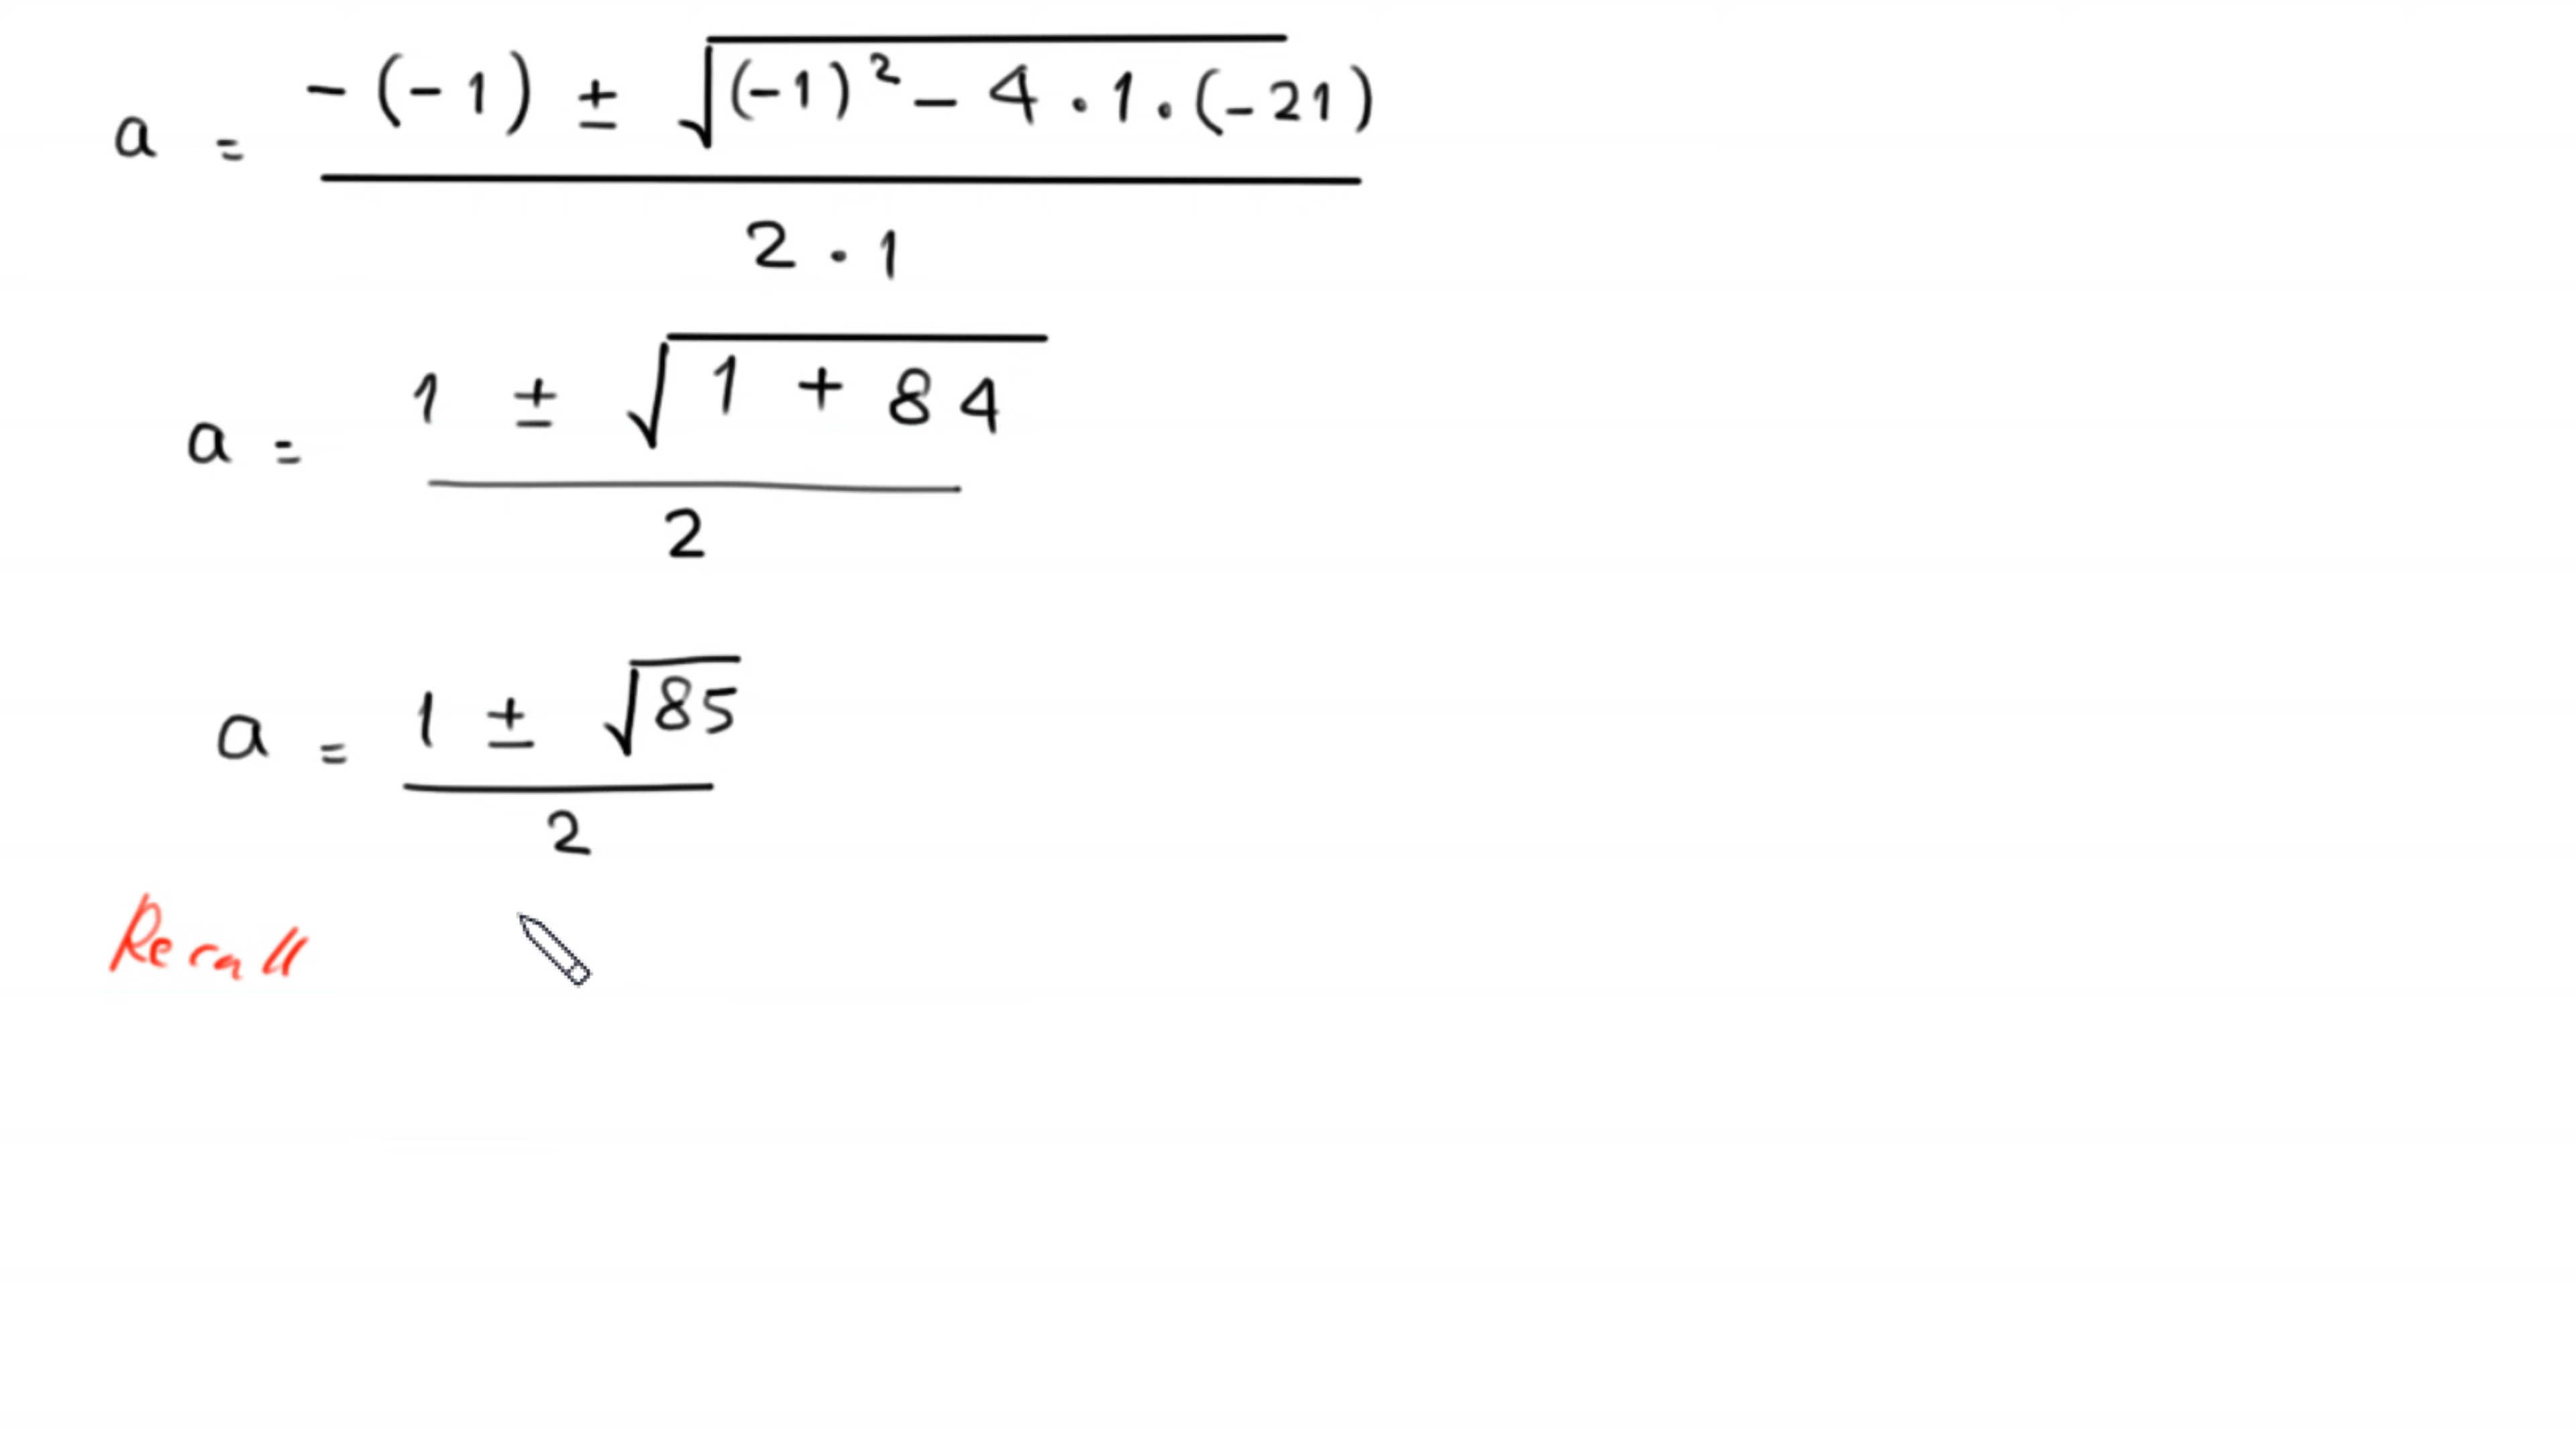 a = (-(-1) ± √((-1)² - 4 · 1 · (-21))) / (2 · 1)
a = (1 ± √(1 + 84)) / 2
a = (1 ± √85) / 2
Recall